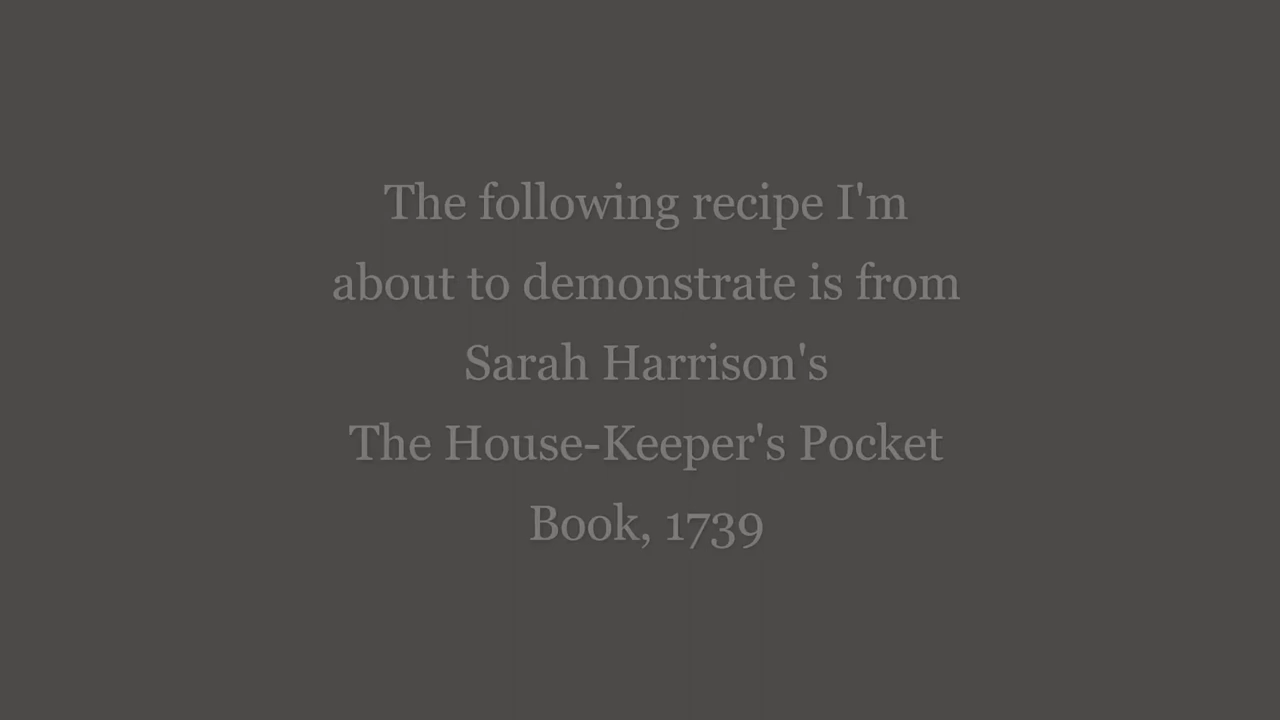 The following recipe I'm
about to demonstrate is from
Sarah Harrison's
The House-Keeper's Pocket
Book, 1739